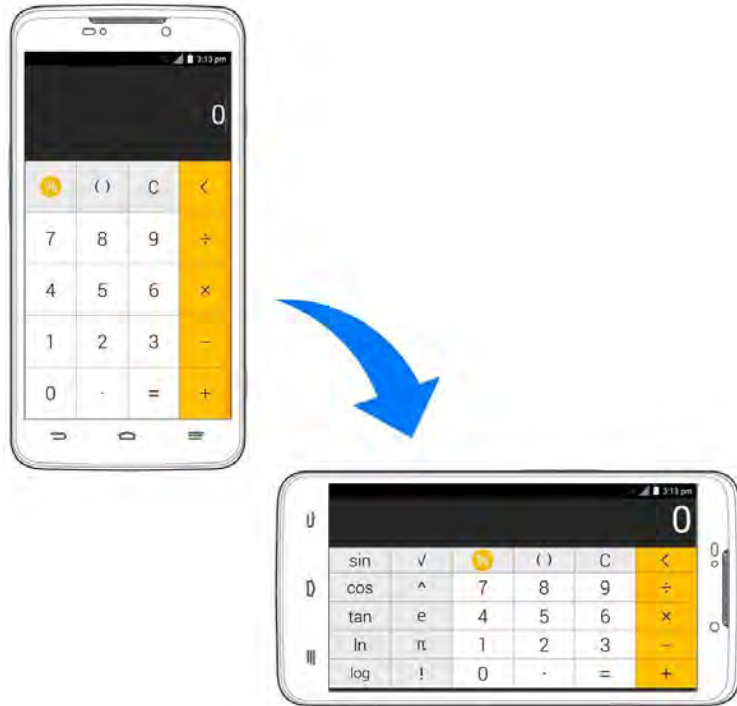 3:13 pm
0
% ( ) C <
7 8 9 ÷
4 5 6 ×
1 2 3 −
0 . = +
3:13 pm
0
sin √ % ( ) C <
cos ^ 7 8 9 ÷
tan e 4 5 6 ×
ln π 1 2 3 −
log ! 0 . = +